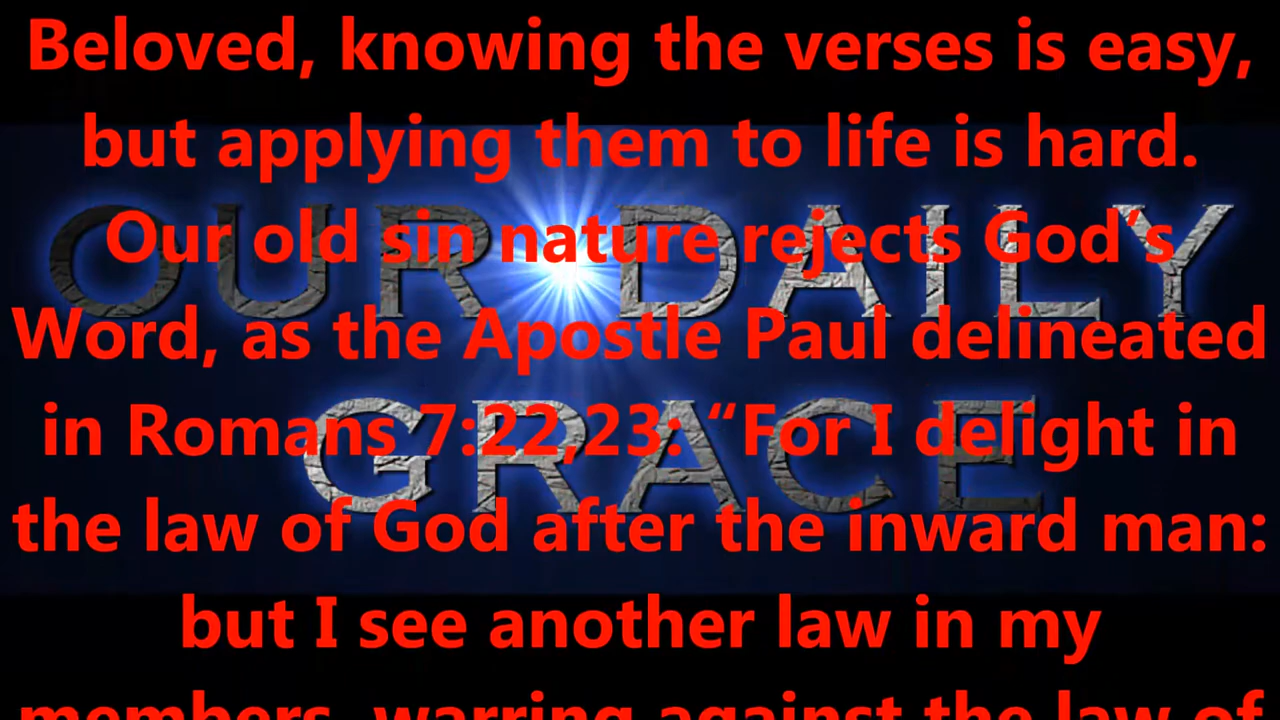 Beloved, knowing the verses is easy,
but applying them to life is hard.
Our old sin nature rejects God’s
Word, as the Apostle Paul delineated
in Romans 7:22,23: “For I delight in
the law of God after the inward man:
but I see another law in my
members, warring against the law of
OUR DAILY
GRACE